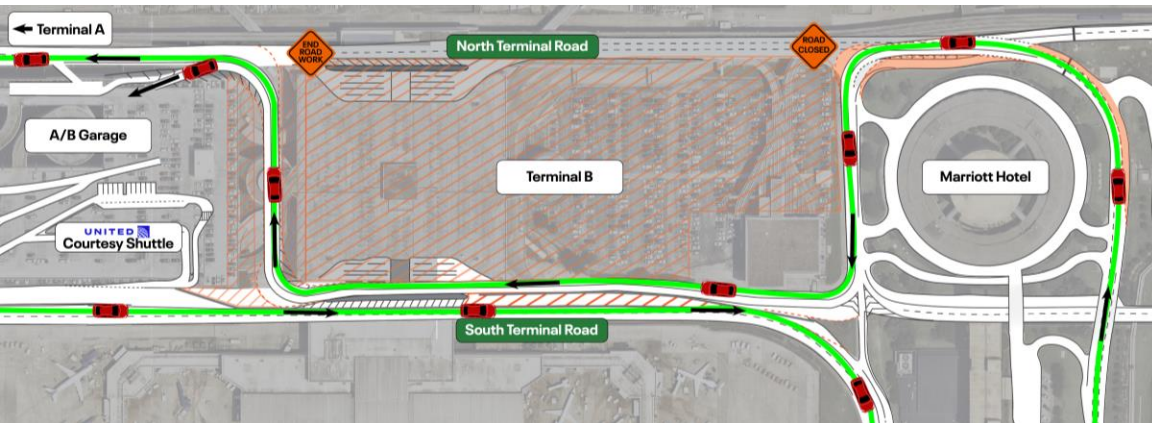 Terminal A
END
ROAD
WORK
North Terminal Road
ROAD
CLOSED
A/B Garage
Terminal B
Marriott Hotel
UNITED
Courtesy Shuttle
South Terminal Road